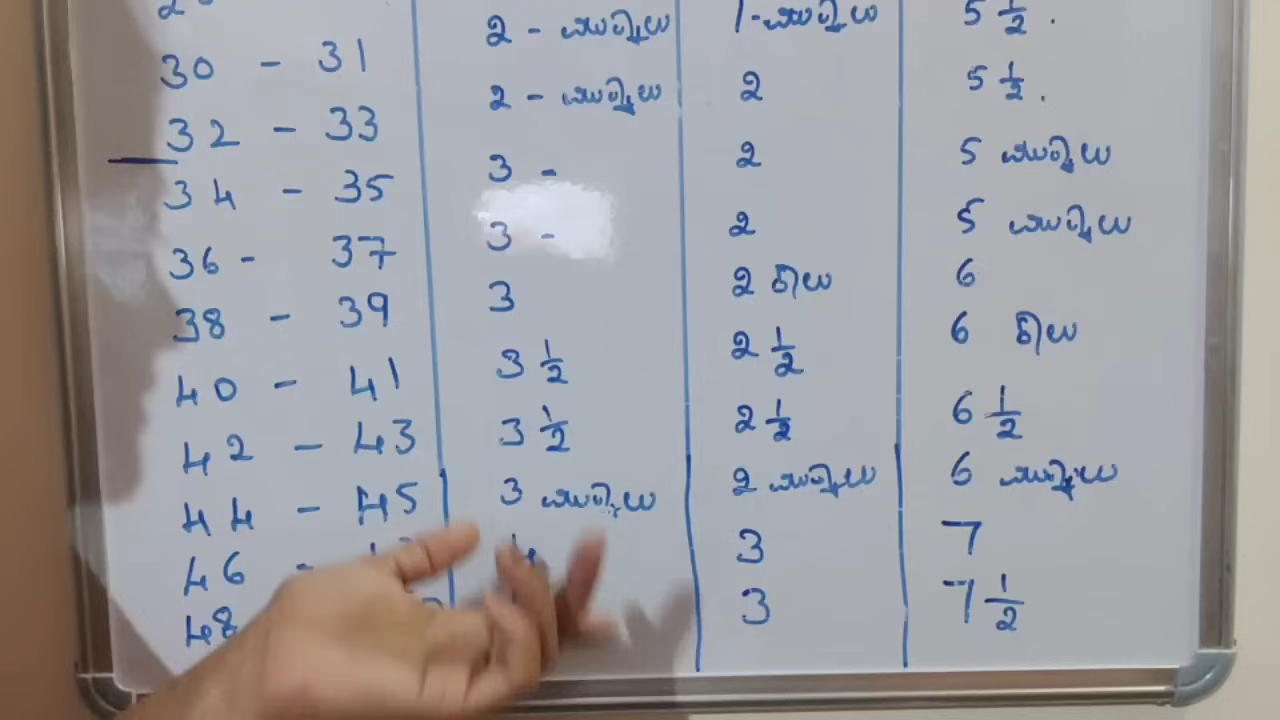 30 - 31 2 - ಮುಕ್ಕಾಲು 1 - ಮುಕ್ಕಾಲು 5 1/2 .
32 - 33 2 - ಮುಕ್ಕಾಲು 2 5 1/2 .
34 - 35 3 - 2 5 ಮುಕ್ಕಾಲು
36 - 37 3 - 2 5 ಮುಕ್ಕಾಲು
38 - 39 3 2 ಕಾಲು 6
40 - 41 3 1/2 2 1/2 6 ಕಾಲು
42 - 43 3 1/2 2 1/2 6 1/2
44 - 45 3 ಮುಕ್ಕಾಲು 2 ಮುಕ್ಕಾಲು 6 ಮುಕ್ಕಾಲು
46 - 3 7
48 3 7 1/2